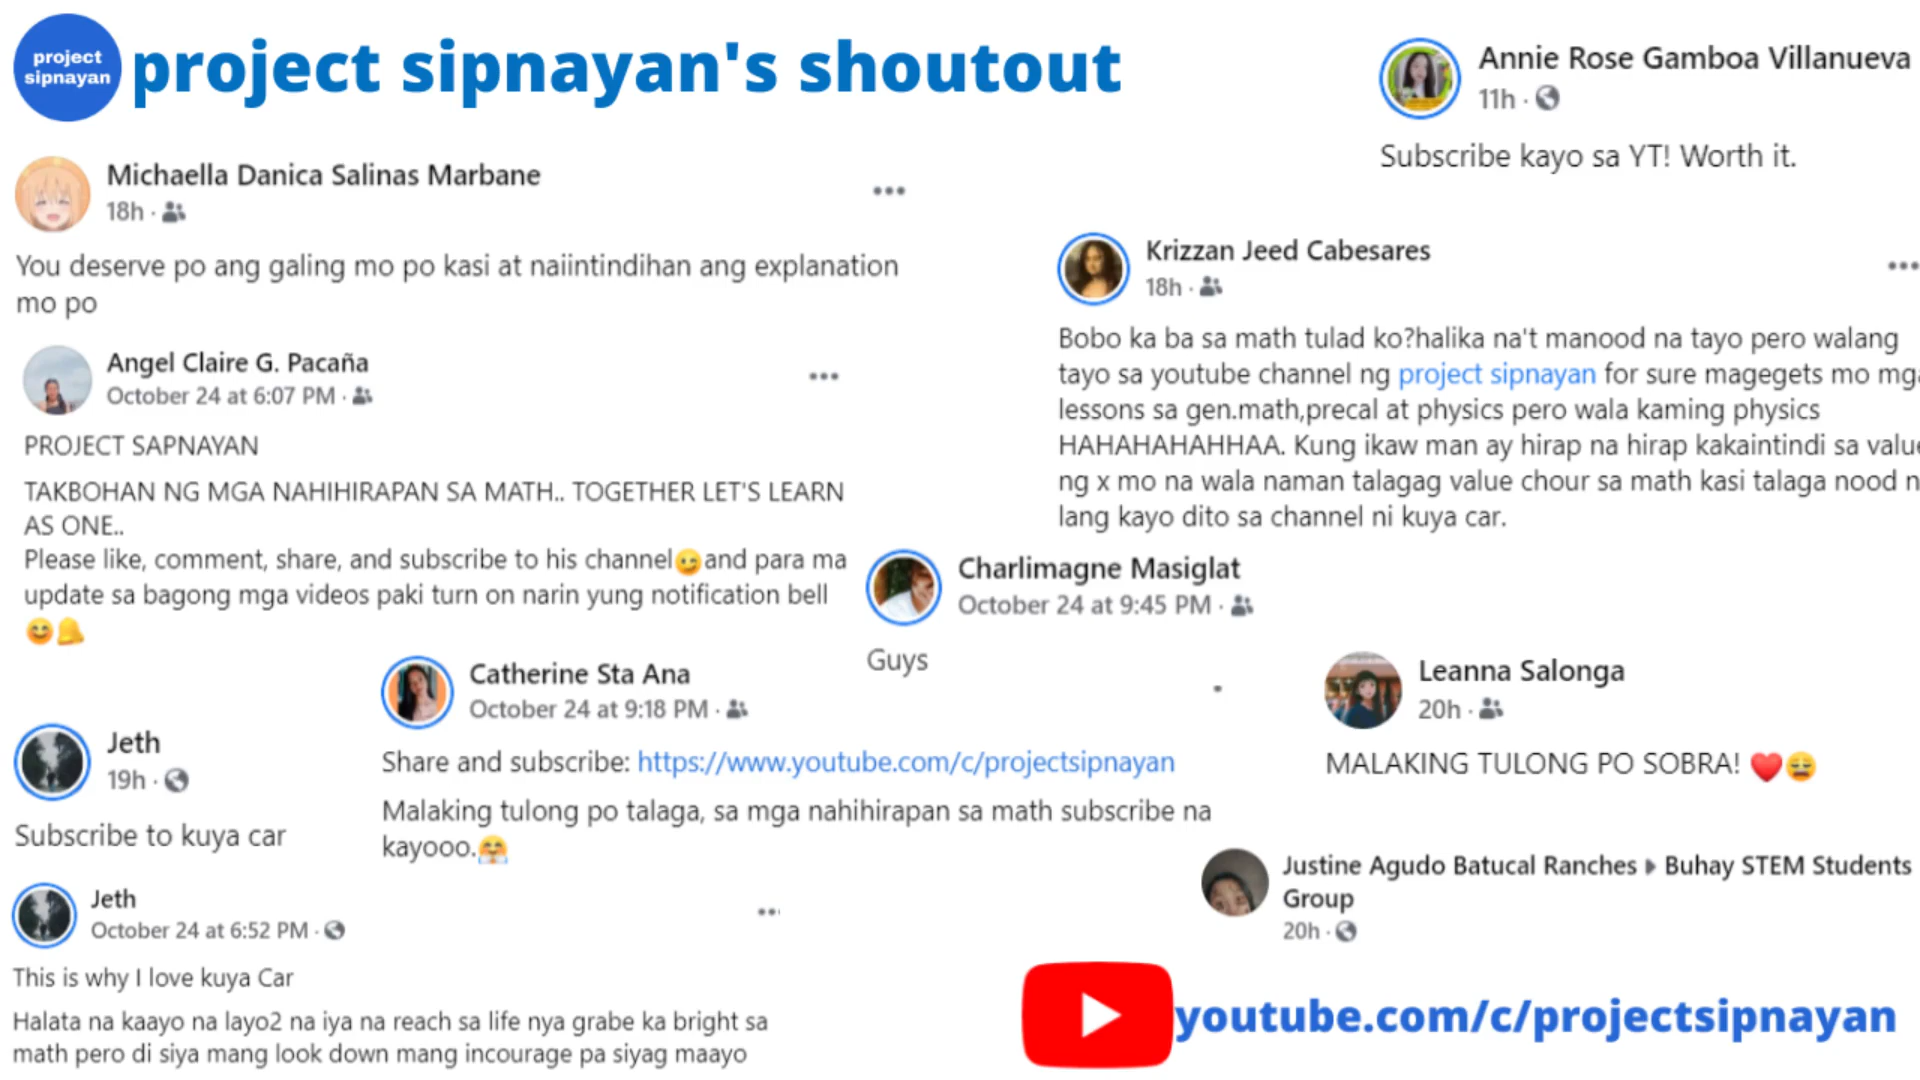 project
sipnayan
project sipnayan's shoutout
Annie Rose Gamboa Villanueva
11h ·
Subscribe kayo sa YT! Worth it.
Michaella Danica Salinas Marbane
18h ·
You deserve po ang galing mo po kasi at naiintindihan ang explanation
mo po
Krizzan Jeed Cabesares
18h ·
Bobo ka ba sa math tulad ko?halika na't manood na tayo pero walang
tayo sa youtube channel ng project sipnayan for sure magegets mo mga
lessons sa gen.math,precal at physics pero wala kaming physics
HAHAHAHAHHAA. Kung ikaw man ay hirap na hirap kakaintindi sa value
ng x mo na wala naman talagag value chour sa math kasi talaga nood n
lang kayo dito sa channel ni kuya car.
Angel Claire G. Pacaña
October 24 at 6:07 PM ·
PROJECT SAPNAYAN
TAKBOHAN NG MGA NAHIHIRAPAN SA MATH.. TOGETHER LET'S LEARN
AS ONE..
Please like, comment, share, and subscribe to his channel😉and para ma
update sa bagong mga videos paki turn on narin yung notification bell
😊🔔
Charlimagne Masiglat
October 24 at 9:45 PM ·
Guys
Catherine Sta Ana
October 24 at 9:18 PM ·
Share and subscribe: https://www.youtube.com/c/projectsipnayan
Malaking tulong po talaga, sa mga nahihirapan sa math subscribe na
kayooo.🤗
Leanna Salonga
20h ·
MALAKING TULONG PO SOBRA! ❤️😩
Jeth
19h ·
Subscribe to kuya car
Justine Agudo Batucal Ranches ▸ Buhay STEM Students
Group
20h ·
Jeth
October 24 at 6:52 PM ·
This is why I love kuya Car
Halata na kaayo na layo2 na iya na reach sa life nya grabe ka bright sa
math pero di siya mang look down mang incourage pa siyag maayo
youtube.com/c/projectsipnayan